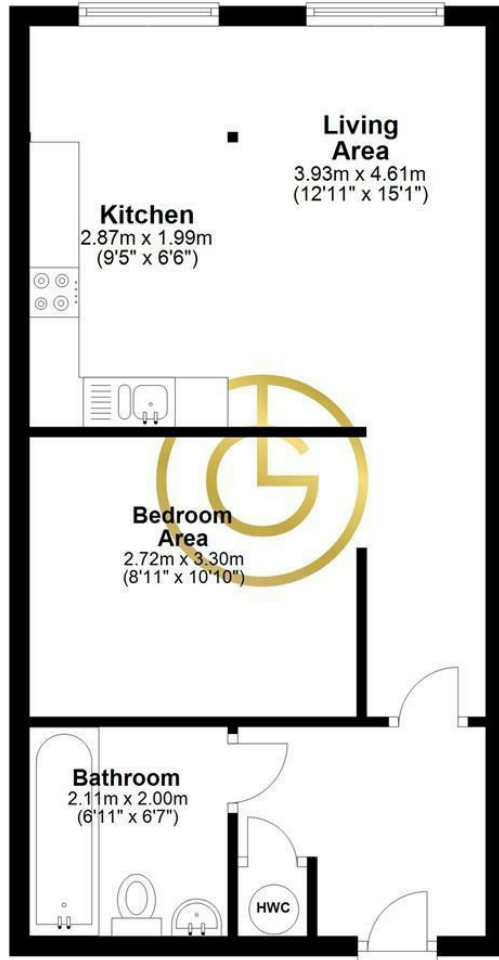 Living
Area
3.93m x 4.61m
(12'11" x 15'1")
Kitchen
2.87m x 1.99m
(9'5" x 6'6")
Bedroom
Area
2.72m x 3.30m
(8'11" x 10'10")
Bathroom
2.11m x 2.00m
(6'11" x 6'7")
HWC